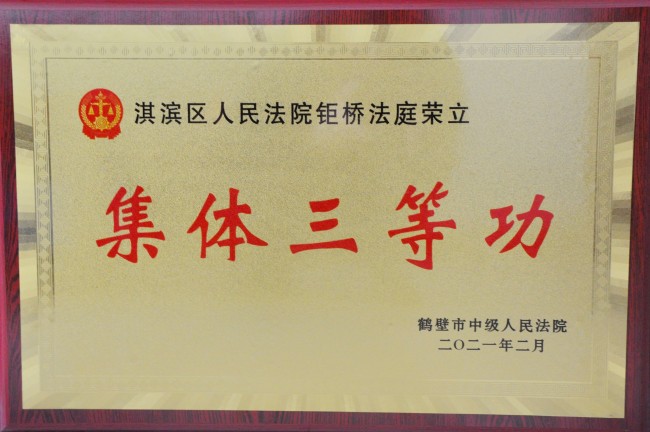 淇滨区人民法院钜桥法庭荣立
集体三等功
鹤壁市中级人民法院
二〇二一年二月